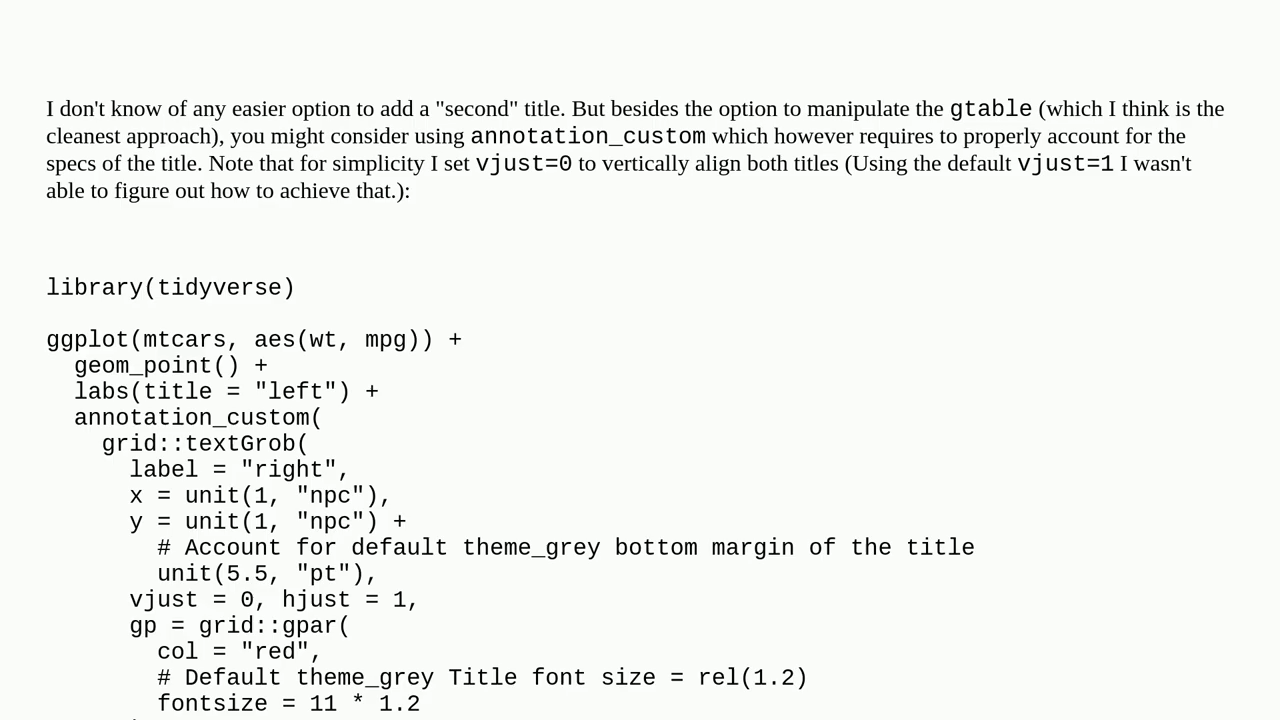 I don't know of any easier option to add a "second" title. But besides the option to manipulate the gtable (which I think is the
cleanest approach), you might consider using annotation_custom which however requires to properly account for the
specs of the title. Note that for simplicity I set vjust=0 to vertically align both titles (Using the default vjust=1 I wasn't
able to figure out how to achieve that.):
library(tidyverse)
ggplot(mtcars, aes(wt, mpg)) +
  geom_point() +
  labs(title = "left") +
  annotation_custom(
    grid::textGrob(
      label = "right",
      x = unit(1, "npc"),
      y = unit(1, "npc") +
        # Account for default theme_grey bottom margin of the title
        unit(5.5, "pt"),
      vjust = 0, hjust = 1,
      gp = grid::gpar(
        col = "red",
        # Default theme_grey Title font size = rel(1.2)
        fontsize = 11 * 1.2